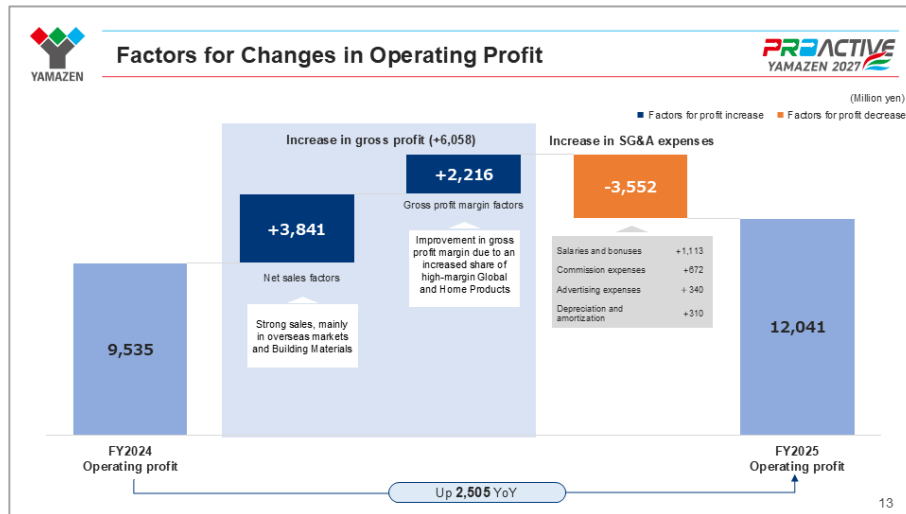 YAMAZEN
Factors for Changes in Operating Profit
PROACTIVE
YAMAZEN 2027
(Million yen)
Factors for profit increase
Factors for profit decrease
Increase in gross profit (+6,058)
Increase in SG&A expenses
+2,216
-3,552
Gross profit margin factors
+3,841
Improvement in gross
profit margin due to an
increased share of
high-margin Global
and Home Products
Salaries and bonuses +1,113
Commission expenses +672
Advertising expenses + 340
Depreciation and
amortization +310
Net sales factors
Strong sales, mainly
in overseas markets
and Building Materials
9,535
12,041
FY2024
Operating profit
FY2025
Operating profit
Up 2,505 YoY
13